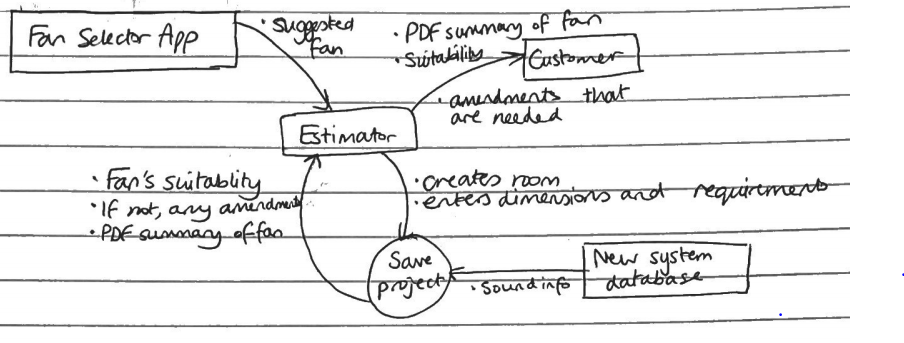 Fan Selector App
• Suggested
fan
• PDF summary of fan
• Suitability
Customer
• amendments that
are needed
Estimator
• Fan's suitablity
• If not, any amendments
• PDF summary of fan
• Creates room
• enters dimensions and requirements
Save
project
• Sound info
New system
database